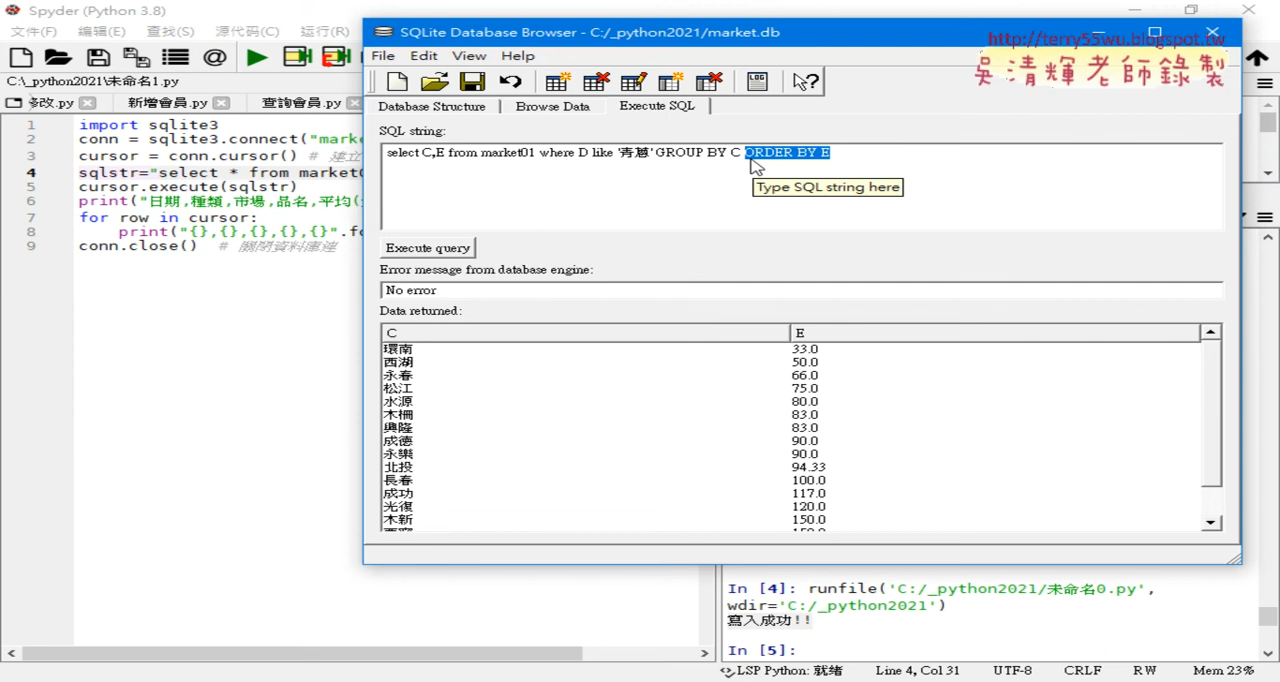 Spyder (Python 3.8)
文件(F) 编辑(E) 查找(S) 源代码(C) 运行(R)
C:\_python2021\未命名1.py
修改.py 新增會員.py 查詢會員.py
1 import sqlite3
2 conn = sqlite3.connect("marke
3 cursor = conn.cursor() # 建立
4 sqlstr="select * from market0
5 cursor.execute(sqlstr)
6 print("日期,種類,市場,品名,平均(
7 for row in cursor:
8 print("{},{},{},{},{}".fo
9 conn.close() # 關閉資料庫連
SQLite Database Browser - C:/_python2021/market.db
http://terry55wu.blogspot.tw
吳清輝老師錄製
File Edit View Help
LOG
Database Structure Browse Data Execute SQL
SQL string:
select C,E from market01 where D like '青蔥' GROUP BY C ORDER BY E
Type SQL string here
Execute query
Error message from database engine:
No error
Data returned:
C E
環南 33.0
西湖 50.0
永春 66.0
松江 75.0
水源 80.0
木柵 83.0
興隆 83.0
成德 90.0
永樂 90.0
北投 94.33
長春 100.0
成功 117.0
光復 120.0
木新 150.0
In [4]: runfile('C:/_python2021/未命名0.py',
wdir='C:/_python2021')
寫入成功!!
In [5]:
LSP Python: 就绪 Line 4, Col 31 UTF-8 CRLF RW Mem 23%